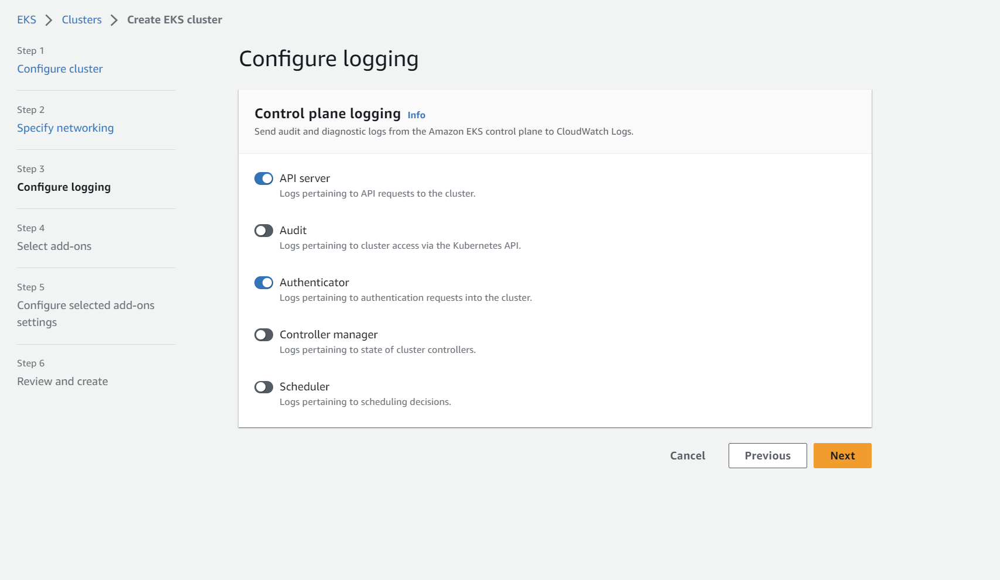 EKS > Clusters > Create EKS cluster
Step 1
Configure cluster
Step 2
Specify networking
Step 3
Configure logging
Step 4
Select add-ons
Step 5
Configure selected add-ons
settings
Step 6
Review and create
Configure logging
Control plane logging Info
Send audit and diagnostic logs from the Amazon EKS control plane to CloudWatch Logs.
API server
Logs pertaining to API requests to the cluster.
Audit
Logs pertaining to cluster access via the Kubernetes API.
Authenticator
Logs pertaining to authentication requests into the cluster.
Controller manager
Logs pertaining to state of cluster controllers.
Scheduler
Logs pertaining to scheduling decisions.
Cancel Previous Next